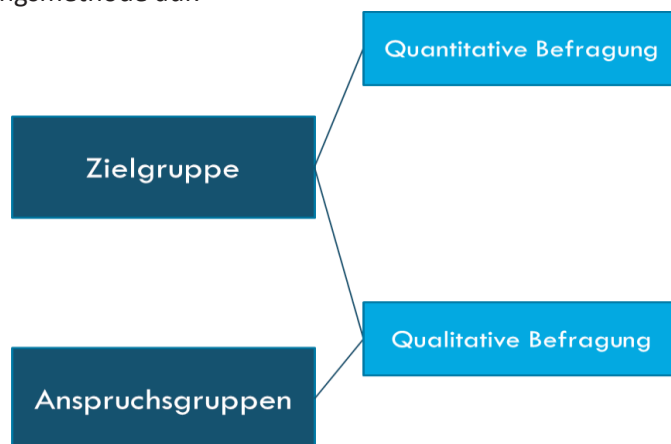 Quantitative Befragung
Zielgruppe
Qualitative Befragung
Anspruchsgruppen